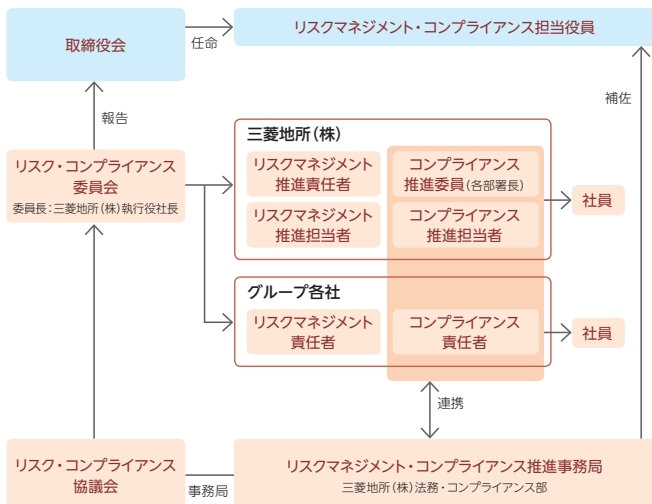 取締役会
任命
リスクマネジメント・コンプライアンス担当役員
報告
補佐
リスク・コンプライアンス
委員会
委員長：三菱地所（株）執行役社長
三菱地所（株）
リスクマネジメント
推進責任者
コンプライアンス
推進委員（各部署長）
リスクマネジメント
推進担当者
コンプライアンス
推進担当者
社員
グループ各社
リスクマネジメント
責任者
コンプライアンス
責任者
社員
連携
リスク・コンプライアンス
協議会
事務局
リスクマネジメント・コンプライアンス推進事務局
三菱地所（株）法務・コンプライアンス部